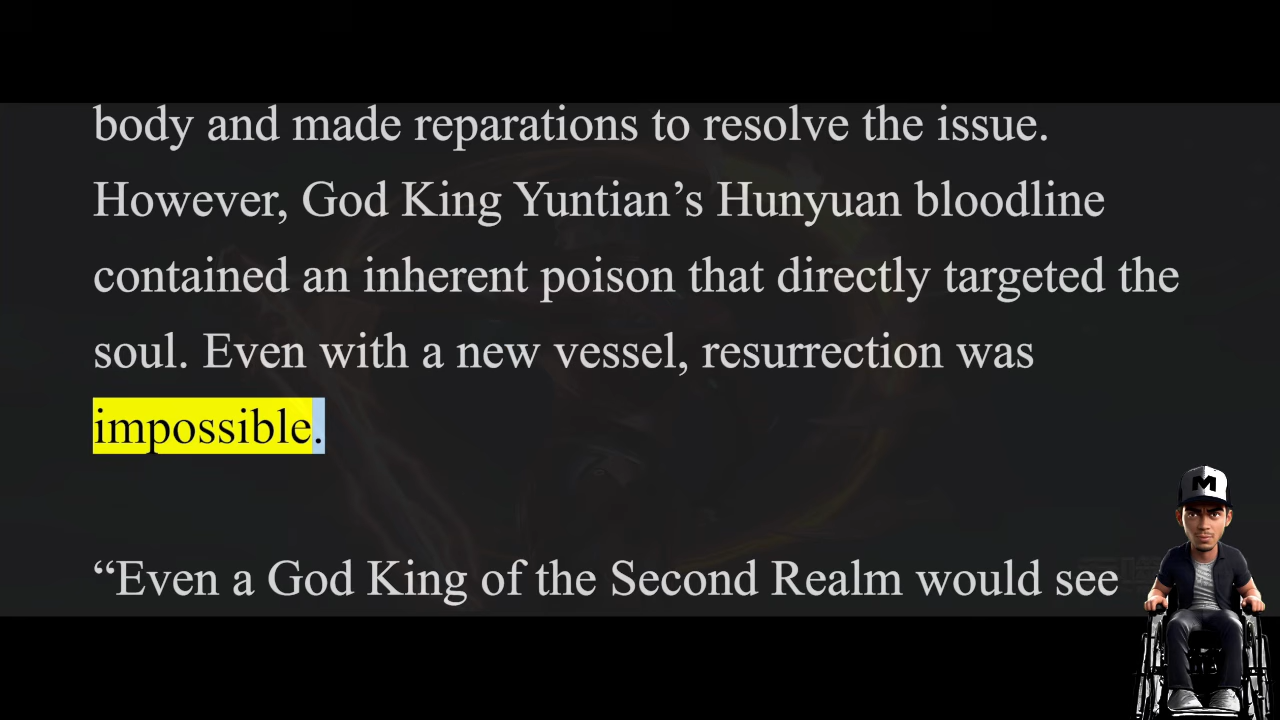 body and made reparations to resolve the issue.
However, God King Yuntian’s Hunyuan bloodline
contained an inherent poison that directly targeted the
soul. Even with a new vessel, resurrection was
impossible.
“Even a God King of the Second Realm would see
M